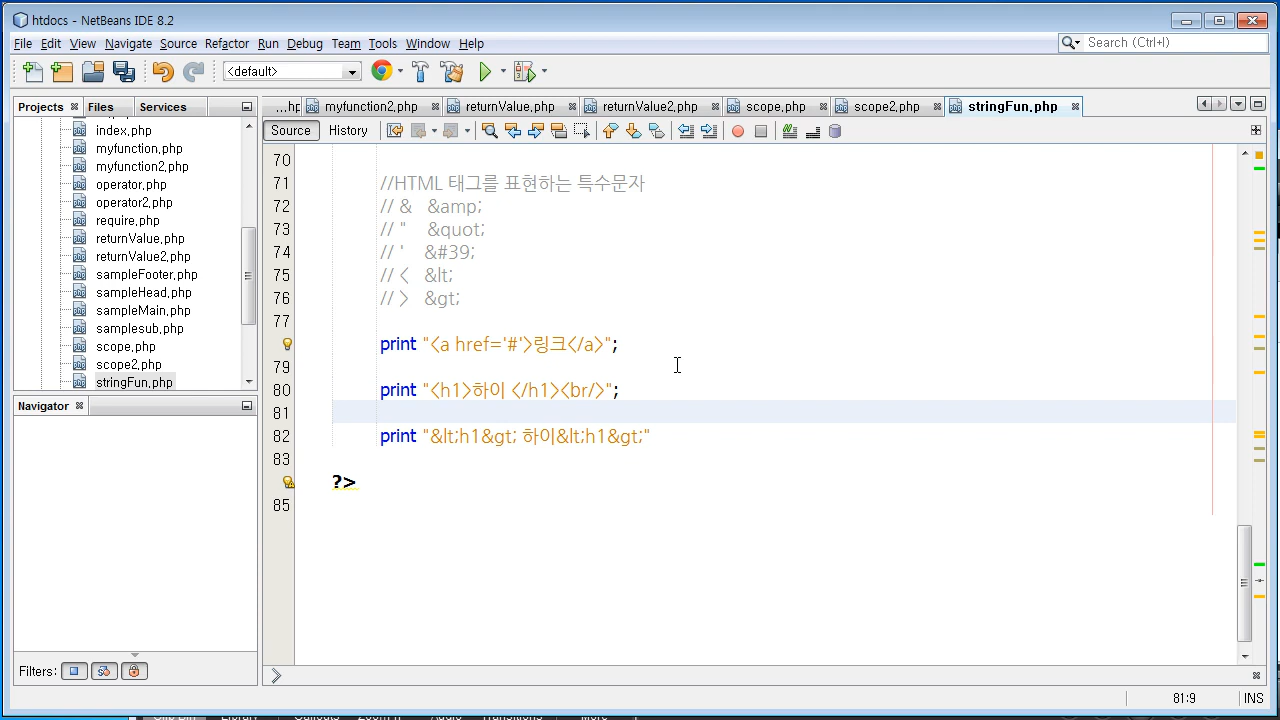 htdocs - NetBeans IDE 8.2
File Edit View Navigate Source Refactor Run Debug Team Tools Window Help
Search (Ctrl+I)
<default>
Projects Files Services
...hp myfunction2.php returnValue.php returnValue2.php scope.php scope2.php stringFun.php
Source History
index.php
myfunction.php
myfunction2.php
operator.php
operator2.php
require.php
returnValue.php
returnValue2.php
sampleFooter.php
sampleHead.php
sampleMain.php
samplesub.php
scope.php
scope2.php
stringFun.php
Navigator
Filters:
70
71 //HTML 태그를 표현하는 특수문자
72 // & &amp;
73 // " &quot;
74 // ' &#39;
75 // < &lt;
76 // > &gt;
77
print "<a href='#'>링크</a>";
79
80 print "<h1>하이 </h1><br/>";
81
82 print "&lt;h1&gt; 하이&lt;h1&gt;"
83
?>
85
81:9 INS